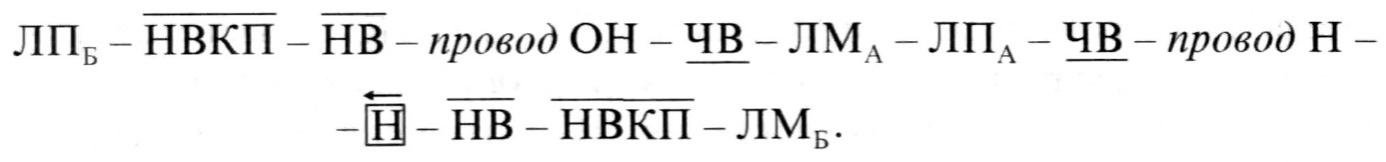 ЛП_Б – НВКП – НВ – провод ОН – ЧВ – ЛМ_А – ЛП_А – ЧВ – провод Н –
– Н – НВ – НВКП – ЛМ_Б.